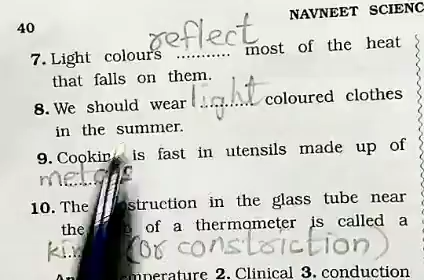 40
NAVNEET SCIENC
7. Light colours reflect most of the heat
that falls on them.
8. We should wear light coloured clothes
in the summer.
9. Cooking is fast in utensils made up of
metals
10. The struction in the glass tube near
the of a thermometer is called a
(or constriction)
mperature 2. Clinical 3. conduction